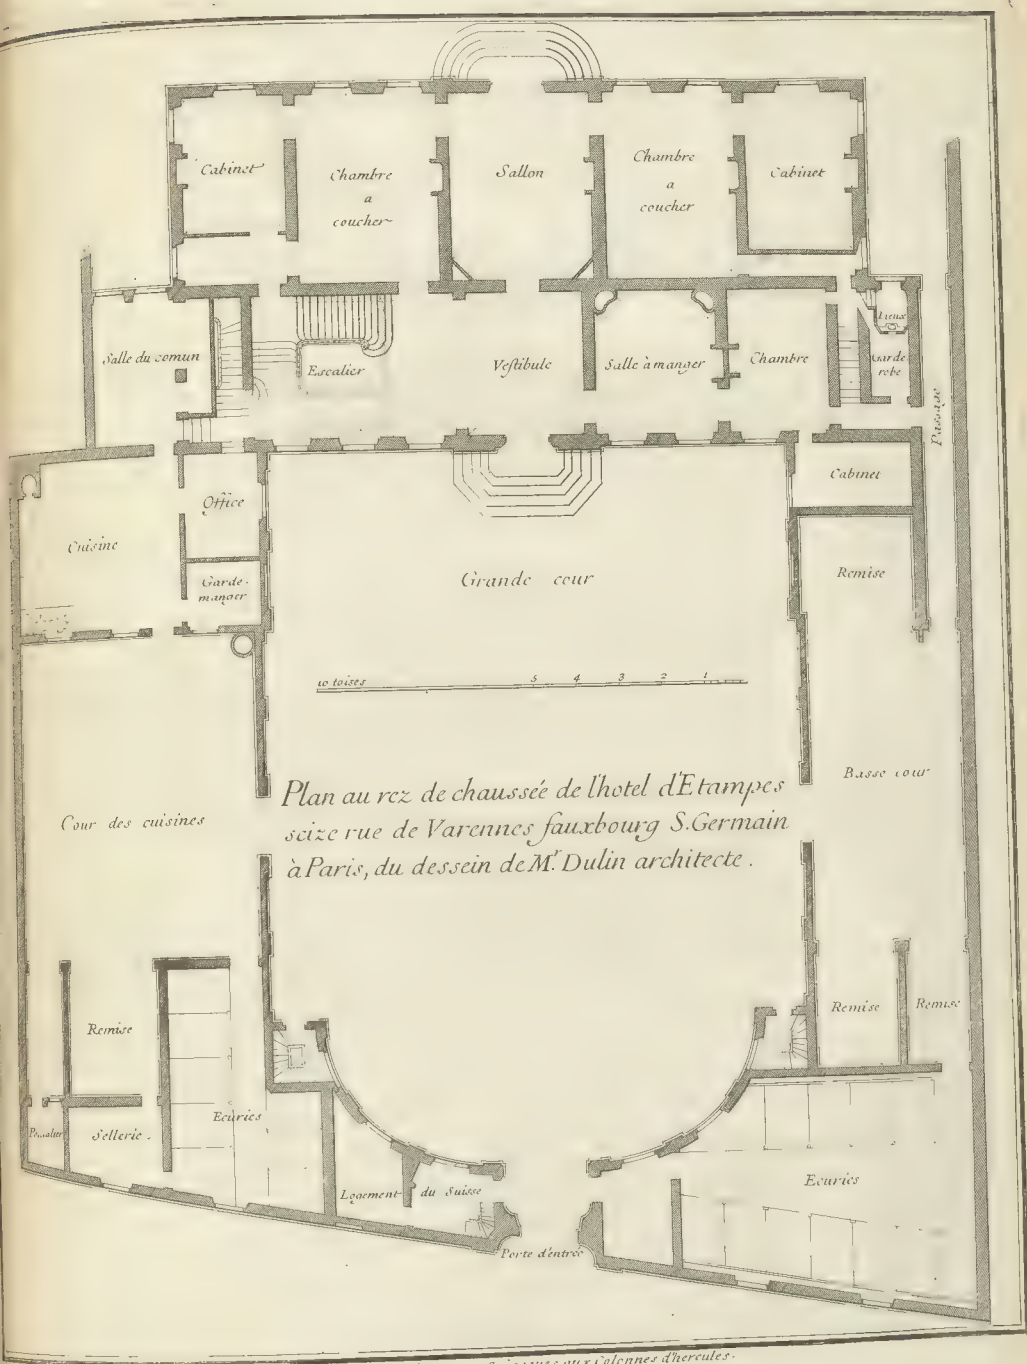 Cabinet
Chambre
a
coucher
Sallon
Chambre
a
coucher
Cabinet
Salle du comun
Escalier
Vestibule
Salle à manger
Chambre
Lieux
Garde
robe
Passage
Cuisine
Office
Garde-
manger
Grande cour
Cabinet
Remise
10 toises 5 4 3 2 1
Plan au rez de chaussée de l'hotel d'Etampes
scize rue de Varennes fauxbourg S. Germain
à Paris, du dessein de Mr. Dulin architecte.
Cour des cuisines
Basse cour
Remise
Remise
Remise
Sellerie.
Ecuries
Logement du Suisse
Porte d'entrée
Ecuries
aux Colonnes d'hercules.